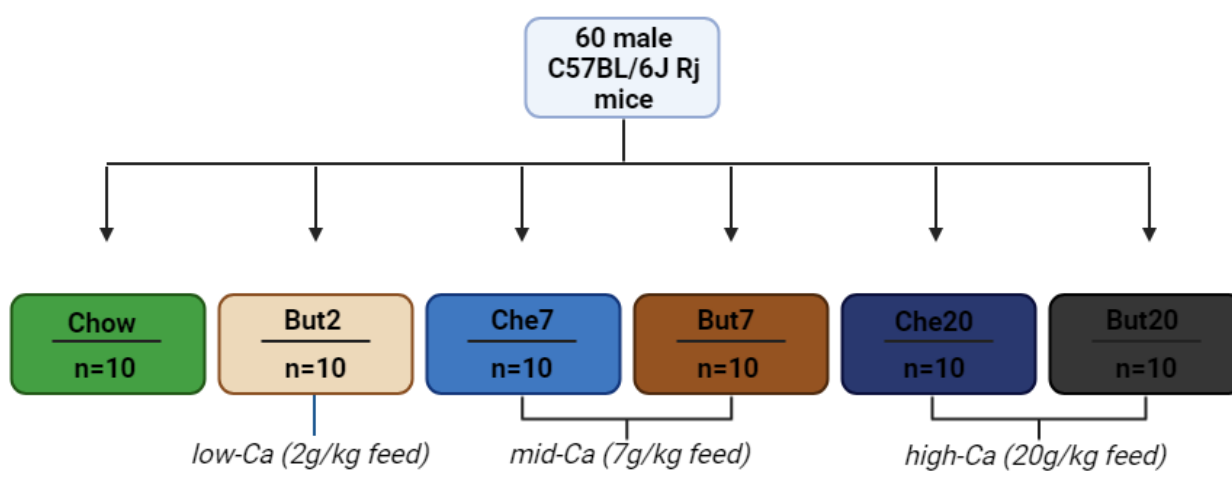 60 male
C57BL/6J Rj
mice
Chow
n=10
But2
n=10
Che7
n=10
But7
n=10
Che20
n=10
But20
n=10
low-Ca (2g/kg feed)
mid-Ca (7g/kg feed)
high-Ca (20g/kg feed)